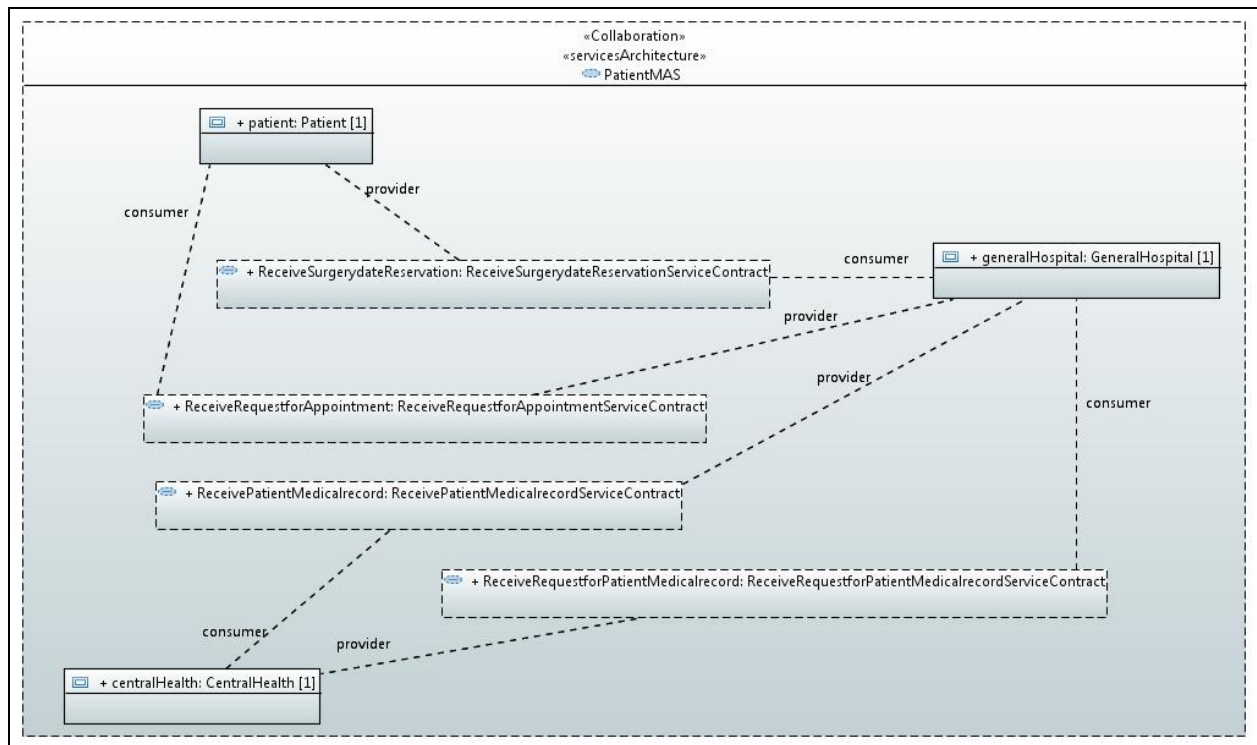 «Collaboration»
«servicesArchitecture»
PatientMAS
+ patient: Patient [1]
provider
consumer
+ generalHospital: GeneralHospital [1]
consumer
+ ReceiveSurgerydateReservation: ReceiveSurgerydateReservationServiceContract
provider
provider
+ ReceiveRequestforAppointment: ReceiveRequestforAppointmentServiceContract
consumer
+ ReceivePatientMedicalrecord: ReceivePatientMedicalrecordServiceContract
+ ReceiveRequestforPatientMedicalrecord: ReceiveRequestforPatientMedicalrecordServiceContract
consumer
provider
+ centralHealth: CentralHealth [1]